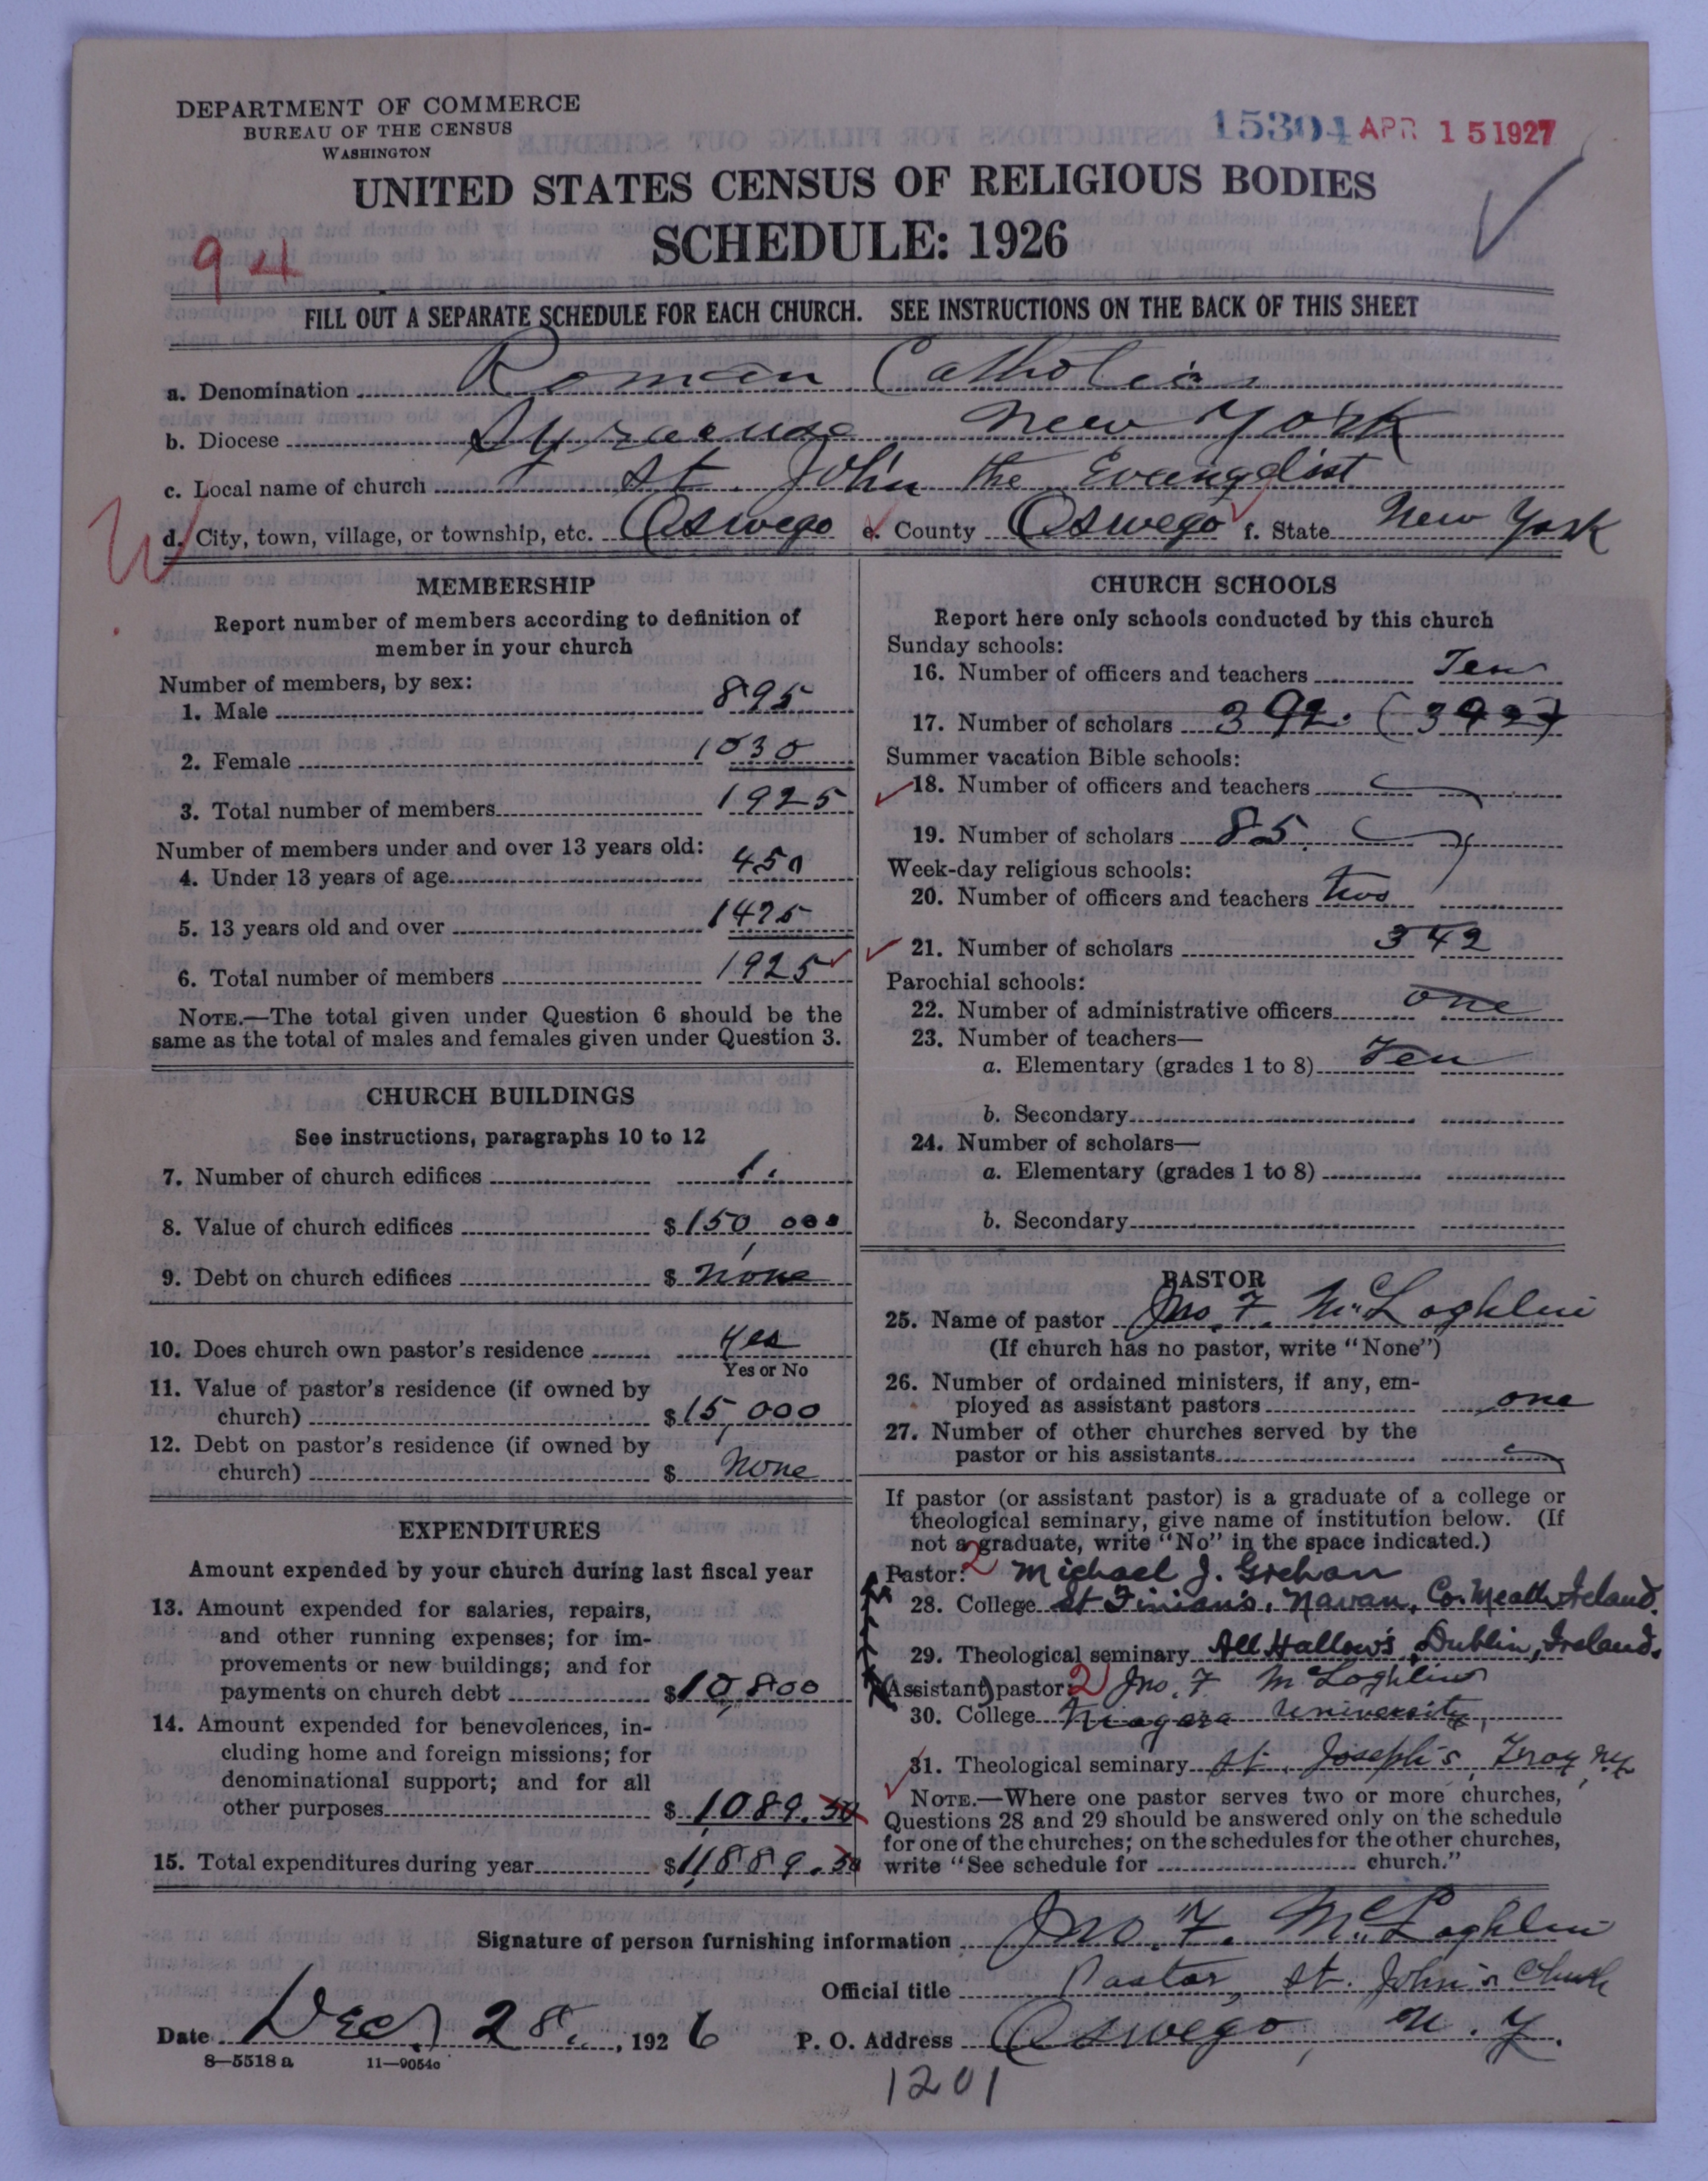 DEPARTMENT OF COMMERCE
BUREAU OF THE CENSUS
WASHINGTON
15304 APR 15 1927
UNITED STATES CENSUS OF RELIGIOUS BODIES
SCHEDULE: 1926
94
FILL OUT A SEPARATE SCHEDULE FOR EACH CHURCH. SEE INSTRUCTIONS ON THE BACK OF THIS SHEET
a. Denomination Roman Catholic
b. Diocese Syracuse New York
c. Local name of church St. John the Evangelist
W
d. City, town, village, or township, etc. Oswego e. County Oswego f. State New York
MEMBERSHIP
Report number of members according to definition of
member in your church
Number of members, by sex:
1. Male 895
2. Female 1030
3. Total number of members 1925
Number of members under and over 13 years old:
4. Under 13 years of age 450
5. 13 years old and over 1475
6. Total number of members 1925
NOTE.—The total given under Question 6 should be the
same as the total of males and females given under Question 3.
CHURCH BUILDINGS
See instructions, paragraphs 10 to 12
7. Number of church edifices 1.
8. Value of church edifices $150,000
9. Debt on church edifices $ none
10. Does church own pastor's residence Yes
Yes or No
11. Value of pastor's residence (if owned by
church) $15,000
12. Debt on pastor's residence (if owned by
church) $ None
EXPENDITURES
Amount expended by your church during last fiscal year
13. Amount expended for salaries, repairs,
and other running expenses; for im-
provements or new buildings; and for
payments on church debt $10,800
14. Amount expended for benevolences, in-
cluding home and foreign missions; for
denominational support; and for all
other purposes $1,089.50
15. Total expenditures during year $11,889.50
CHURCH SCHOOLS
Report here only schools conducted by this church
Sunday schools:
16. Number of officers and teachers Ten
17. Number of scholars 392. (392)
Summer vacation Bible schools:
18. Number of officers and teachers
19. Number of scholars 85.
Week-day religious schools:
20. Number of officers and teachers two
21. Number of scholars 342
Parochial schools:
22. Number of administrative officers one
23. Number of teachers—
a. Elementary (grades 1 to 8) Ten
b. Secondary
24. Number of scholars—
a. Elementary (grades 1 to 8)
b. Secondary
PASTOR
25. Name of pastor Jno. F. McLoghlin
(If church has no pastor, write "None")
26. Number of ordained ministers, if any, em-
ployed as assistant pastors one
27. Number of other churches served by the
pastor or his assistants
If pastor (or assistant pastor) is a graduate of a college or
theological seminary, give name of institution below. (If
not a graduate, write "No" in the space indicated.)
Pastor: 2 Michael J. Grehan
28. College St Finian's, Navan, Co. Meath, Ireland.
29. Theological seminary All Hallow's, Dublin, Ireland.
(Assistant) pastor: 2 Jno. F McLoghlin
30. College Niagara University,
31. Theological seminary St. Joseph's, Troy, N.Y.
NOTE.—Where one pastor serves two or more churches,
Questions 28 and 29 should be answered only on the schedule
for one of the churches; on the schedules for the other churches,
write "See schedule for church."
Signature of person furnishing information Jno. F. McLoghlin
Official title Pastor, St. John's Church
Date Dec. 28., 1926 P. O. Address Oswego, N.Y.
8—5518 a 11—9054c
1201